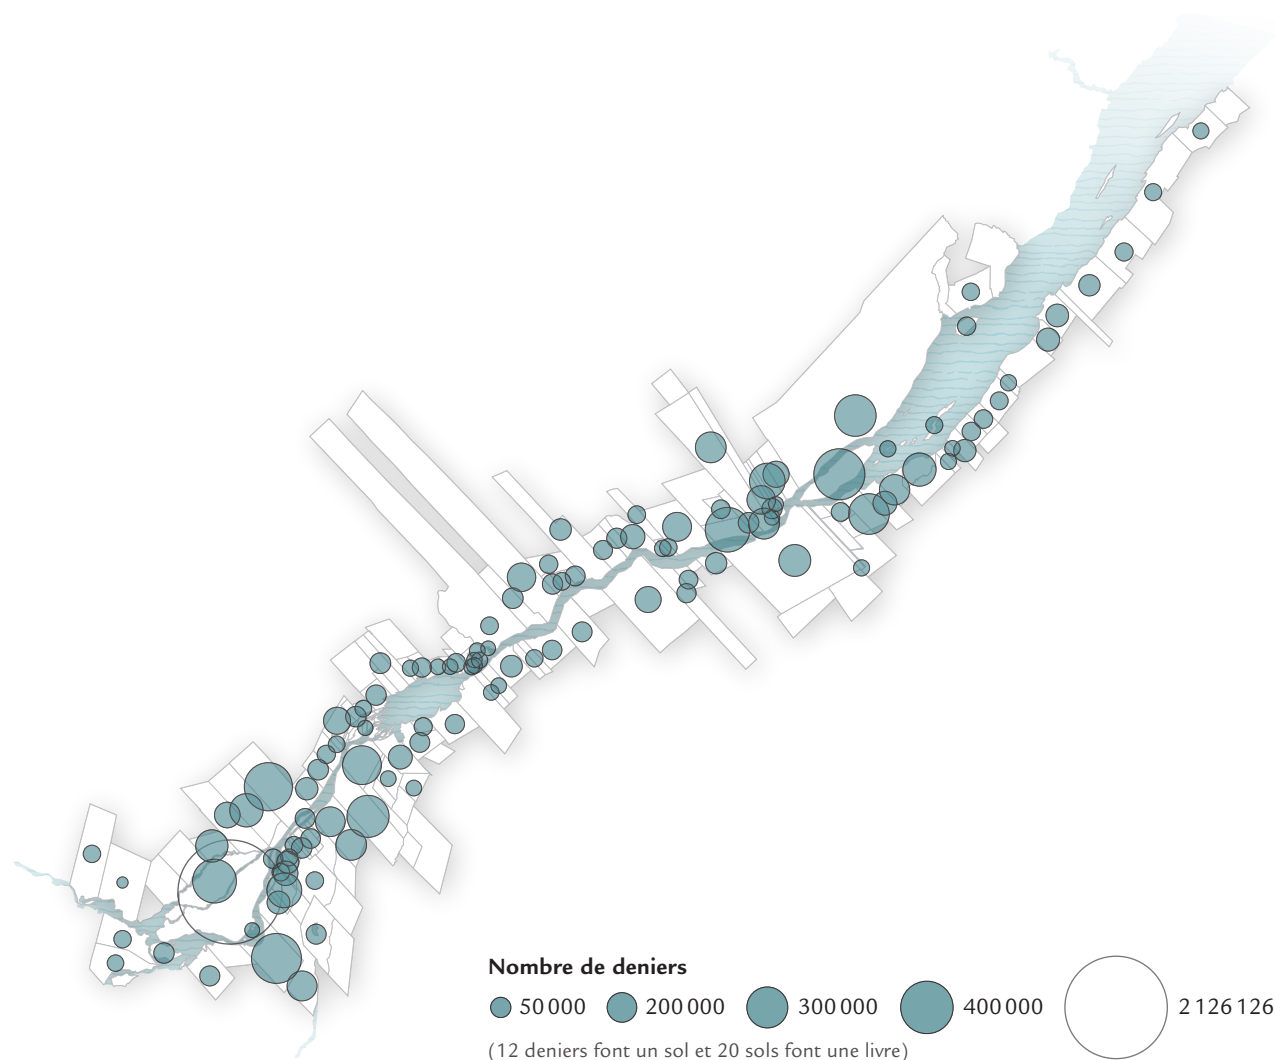 Nombre de deniers
50 000 200 000 300 000 400 000 2 126 126
(12 deniers font un sol et 20 sols font une livre)